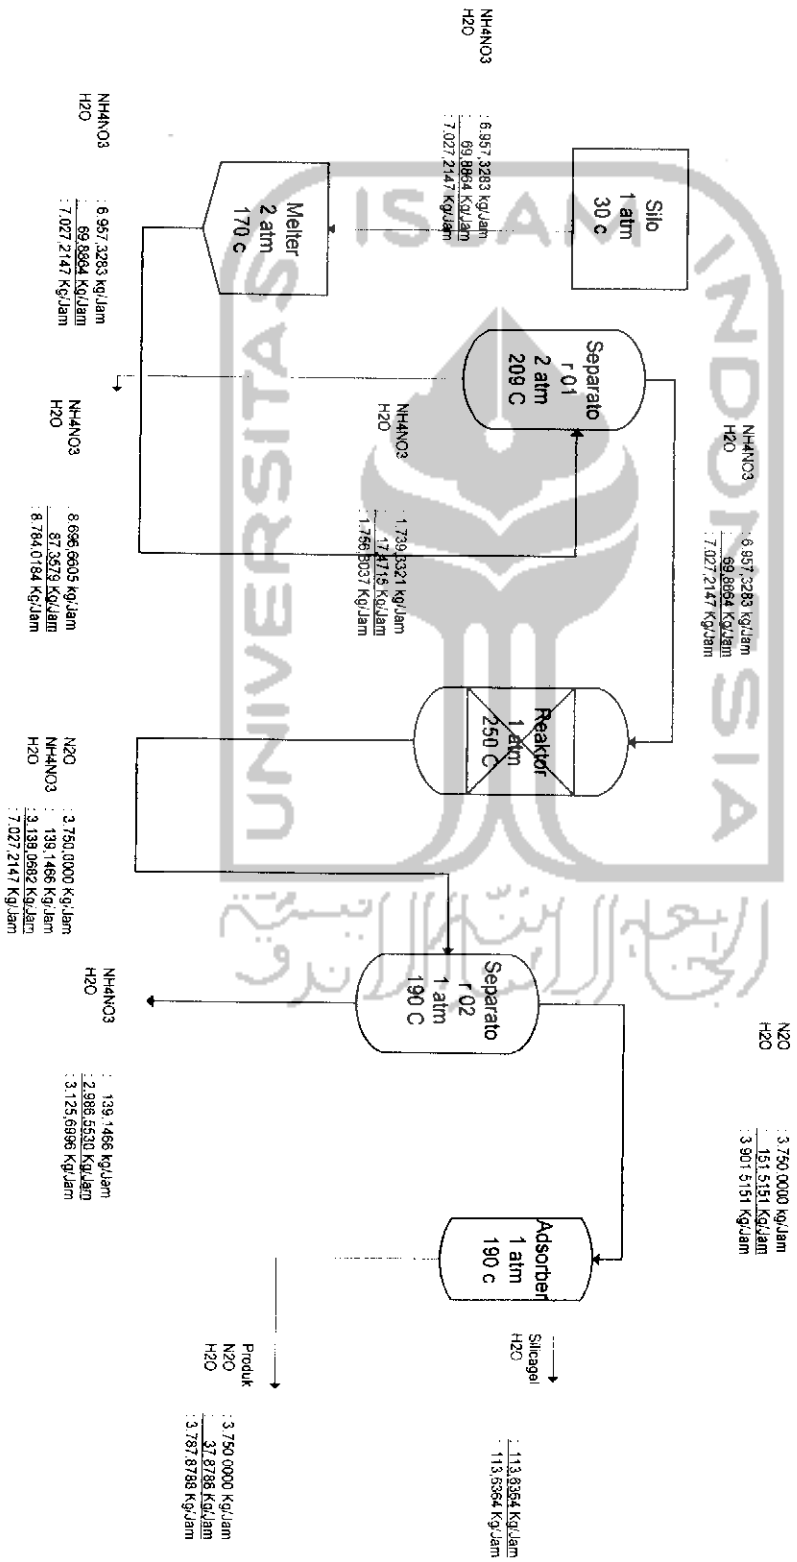 Silo
1 atm
30 c
NH4NO3 : 6.957,3283 kg/Jam
H2O : 69,8864 Kg/Jam
: 7.027,2147 Kg/Jam
Melter
2 atm
170 c
NH4NO3 : 6.957,3283 kg/Jam
H2O : 69,8864 Kg/Jam
: 7.027,2147 Kg/Jam
Separato
r 01
2 atm
209 C
NH4NO3 : 6.957,3283 kg/Jam
H2O : 69,8864 Kg/Jam
: 7.027,2147 Kg/Jam
NH4NO3 : 1.739,3321 kg/Jam
H2O : 17,4715 Kg/Jam
: 1.756,8037 Kg/Jam
NH4NO3 : 8.696,6605 kg/Jam
H2O : 87,3579 Kg/Jam
: 8.784,0184 Kg/Jam
Reaktor
1 atm
250 C
N2O : 3.750,0000 Kg/Jam
NH4NO3 : 139,1466 Kg/Jam
H2O : 3.138,0682 Kg/Jam
: 7.027,2147 Kg/Jam
Separato
r 02
1 atm
190 C
NH4NO3 : 139,1466 kg/Jam
H2O : 2.986,5530 Kg/Jam
: 3.125,6996 Kg/Jam
N2O : 3.750,0000 kg/Jam
H2O : 151,5151 Kg/Jam
: 3.901,5151 Kg/Jam
Adsorber
1 atm
190 c
Silicagel
H2O : 113,6364 Kg/Jam
: 113,6364 Kg/Jam
Produk
N2O : 3.750,0000 Kg/Jam
H2O : 37,8788 Kg/Jam
: 3.787,8788 Kg/Jam
UNIVERSITAS
ISLAM
INDONESIA